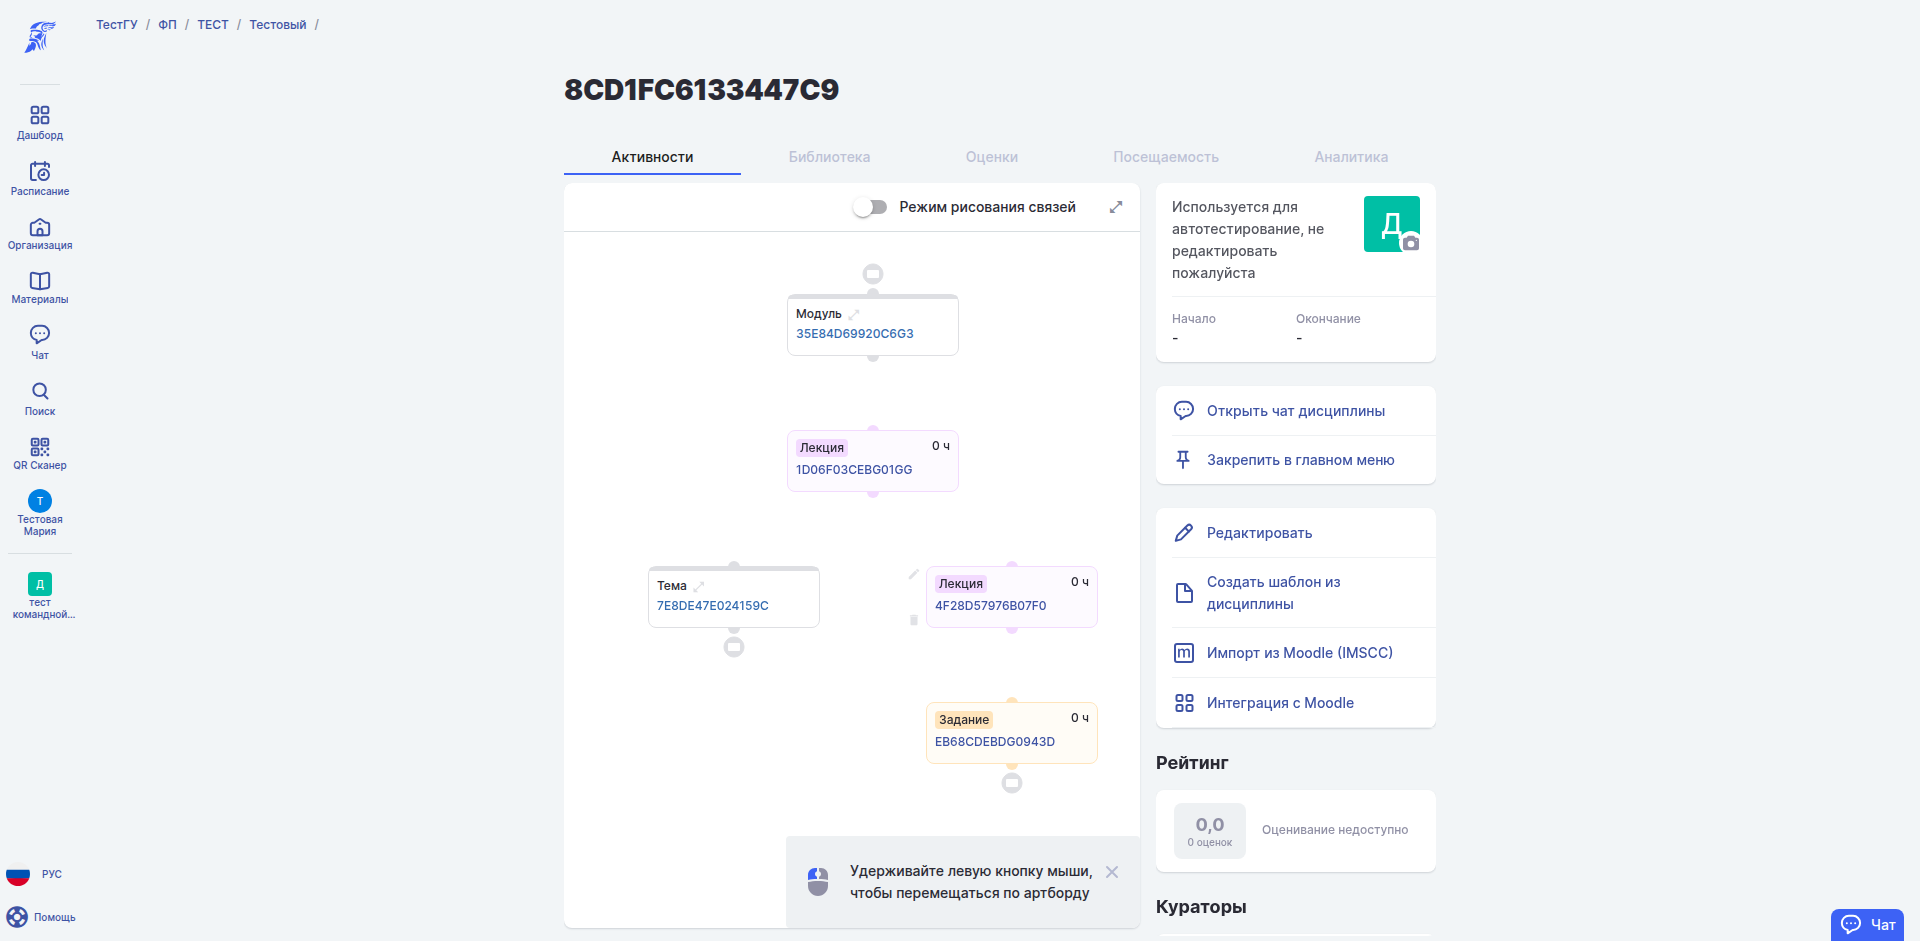 ТестГУ / ФП / ТЕСТ / Тестовый /
8CD1FC6133447C9
Дашборд
Расписание
Организация
Материалы
Чат
Поиск
QR Сканер
Т
Тестовая
Мария
Д
тест
командной...
РУС
Помощь
Активности
Библиотека
Оценки
Посещаемость
Аналитика
Режим рисования связей
Модуль
35E84D69920C6G3
Лекция
0 ч
1D06F03CEBG01GG
Тема
7E8DE47E024159C
Лекция
0 ч
4F28D57976B07F0
Задание
0 ч
EB68CDEBDG0943D
Удерживайте левую кнопку мыши,
чтобы перемещаться по артборду
Используется для
автотестирование, не
редактировать
пожалуйста
Д
Начало
-
Окончание
-
Открыть чат дисциплины
Закрепить в главном меню
Редактировать
Создать шаблон из
дисциплины
m
Импорт из Moodle (IMSCC)
Интеграция с Moodle
Рейтинг
0,0
0 оценок
Оценивание недоступно
Кураторы
Чат